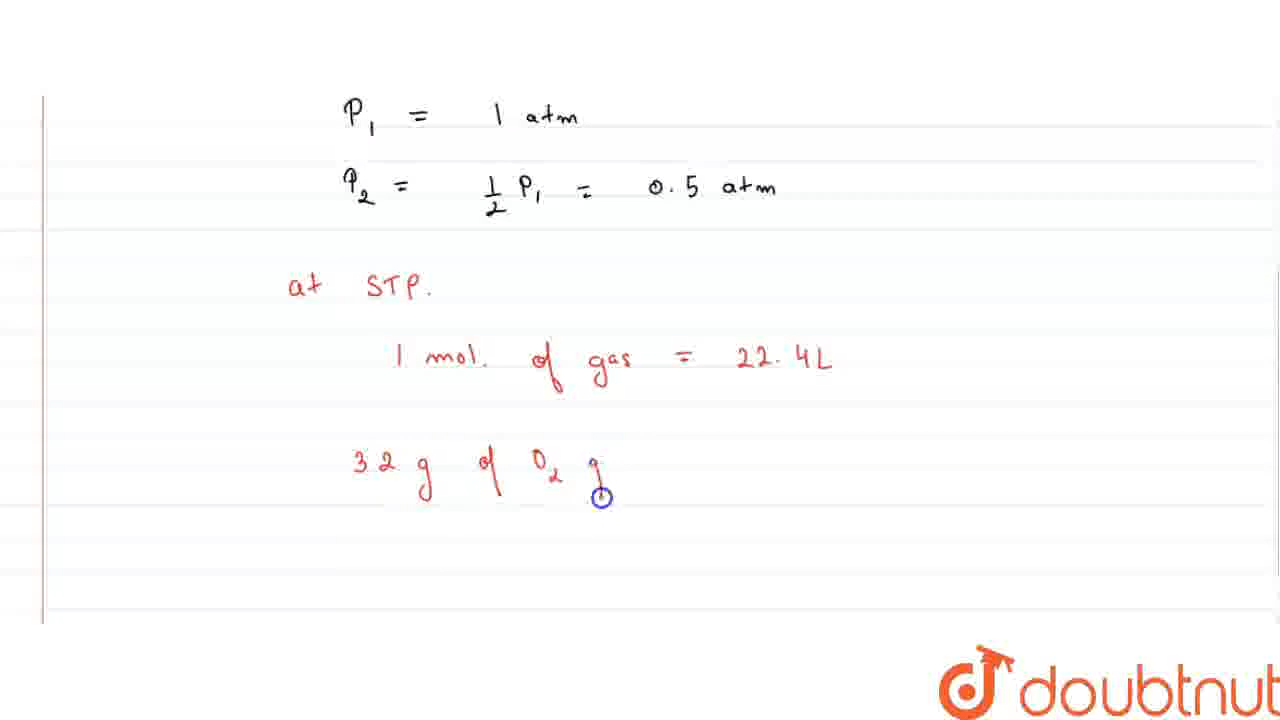 P₁ = 1 atm
P₂ = 1/2 P₁ = 0.5 atm
at STP.
1 mol. of gas = 22.4L
32 g of O₂ g
doubtnut